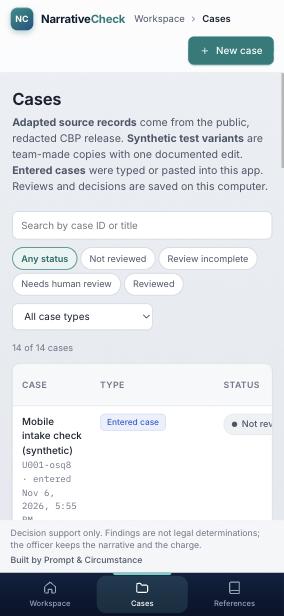 NC NarrativeCheck Workspace › Cases
+ New case
Cases
Adapted source records come from the public,
redacted CBP release. Synthetic test variants are
team-made copies with one documented edit.
Entered cases were typed or pasted into this app.
Reviews and decisions are saved on this computer.
Search by case ID or title
Any status Not reviewed Review incomplete
Needs human review Reviewed
All case types
14 of 14 cases
CASE TYPE STATUS
Mobile Entered case Not rev
intake check
(synthetic)
U001-osq8
· entered
Nov 6,
2026, 5:55
PM
Decision support only. Findings are not legal determinations;
the officer keeps the narrative and the charge.
Built by Prompt & Circumstance
Workspace Cases References